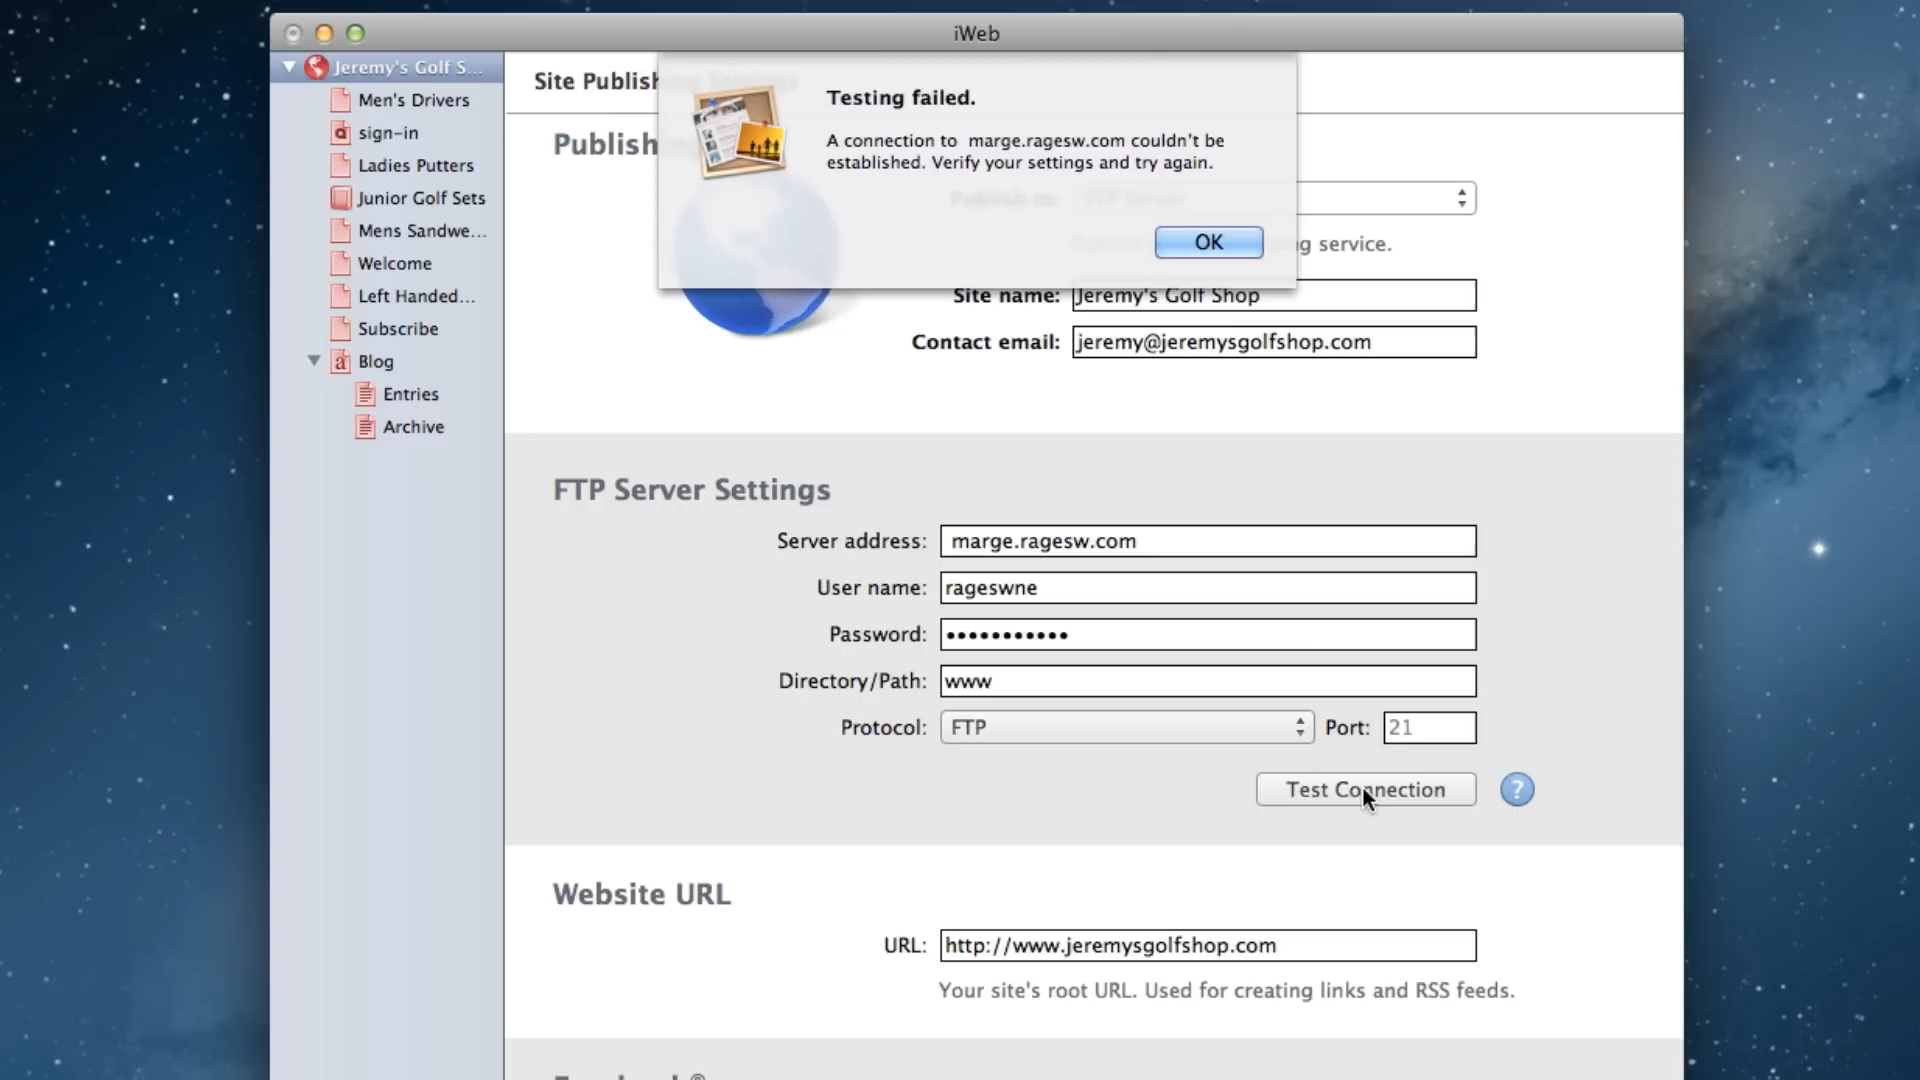 iWeb
Jeremy's Golf S...
Men's Drivers
sign-in
Ladies Putters
Junior Golf Sets
Mens Sandwe...
Welcome
Left Handed...
Subscribe
Blog
Entries
Archive
Site Publish
Testing failed.
A connection to  marge.ragesw.com couldn't be
established. Verify your settings and try again.
OK
Publish to: FTP Server
g service.
Site name: Jeremy's Golf Shop
Contact email: jeremy@jeremysgolfshop.com
FTP Server Settings
Server address: marge.ragesw.com
User name: rageswne
Password: •••••••••••
Directory/Path: www
Protocol: FTP Port: 21
Test Connection ?
Website URL
URL: http://www.jeremysgolfshop.com
Your site's root URL. Used for creating links and RSS feeds.